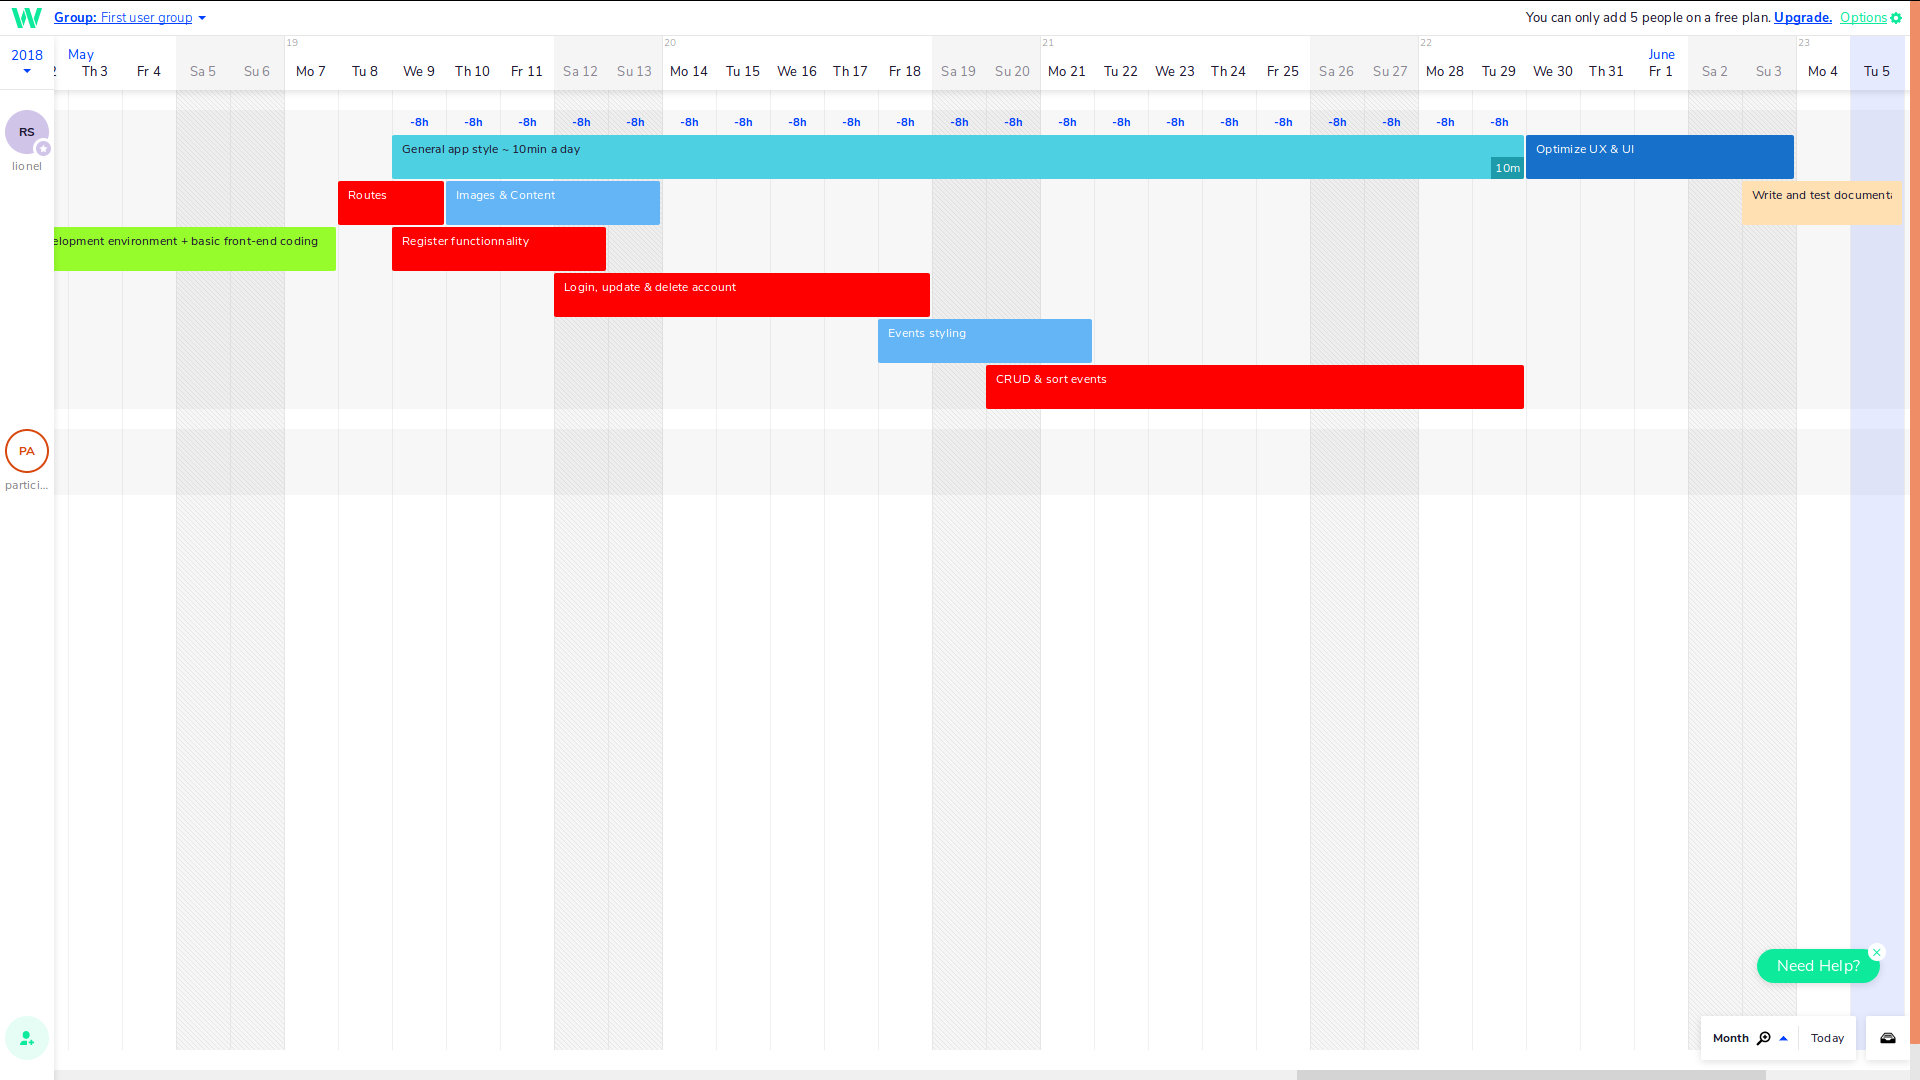 Group: First user group
You can only add 5 people on a free plan. Upgrade. Options
2018
19 20 21 22 23
May June
2 Th 3 Fr 4 Sa 5 Su 6 Mo 7 Tu 8 We 9 Th 10 Fr 11 Sa 12 Su 13 Mo 14 Tu 15 We 16 Th 17 Fr 18 Sa 19 Su 20 Mo 21 Tu 22 We 23 Th 24 Fr 25 Sa 26 Su 27 Mo 28 Tu 29 We 30 Th 31 Fr 1 Sa 2 Su 3 Mo 4 Tu 5
RS
lionel
-8h -8h -8h -8h -8h -8h -8h -8h -8h -8h -8h -8h -8h -8h -8h -8h -8h -8h -8h -8h -8h
General app style ~ 10min a day
10m
Optimize UX & UI
Routes
Images & Content
Write and test documenta
elopment environment + basic front-end coding
Register functionnality
Login, update & delete account
Events styling
CRUD & sort events
PA
partici...
Need Help?
Month
Today